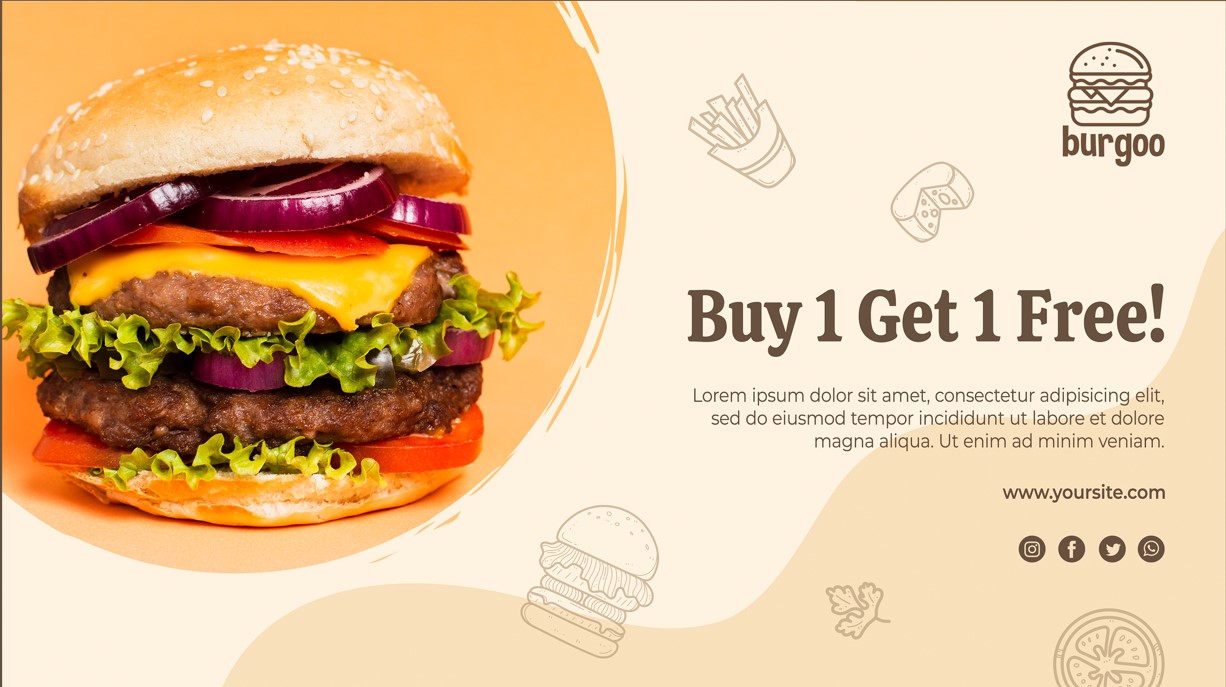 burgoo
Buy 1 Get 1 Free!
Lorem ipsum dolor sit amet, consectetur adipisicing elit,
sed do eiusmod tempor incididunt ut labore et dolore
magna aliqua. Ut enim ad minim veniam.
www.yoursite.com